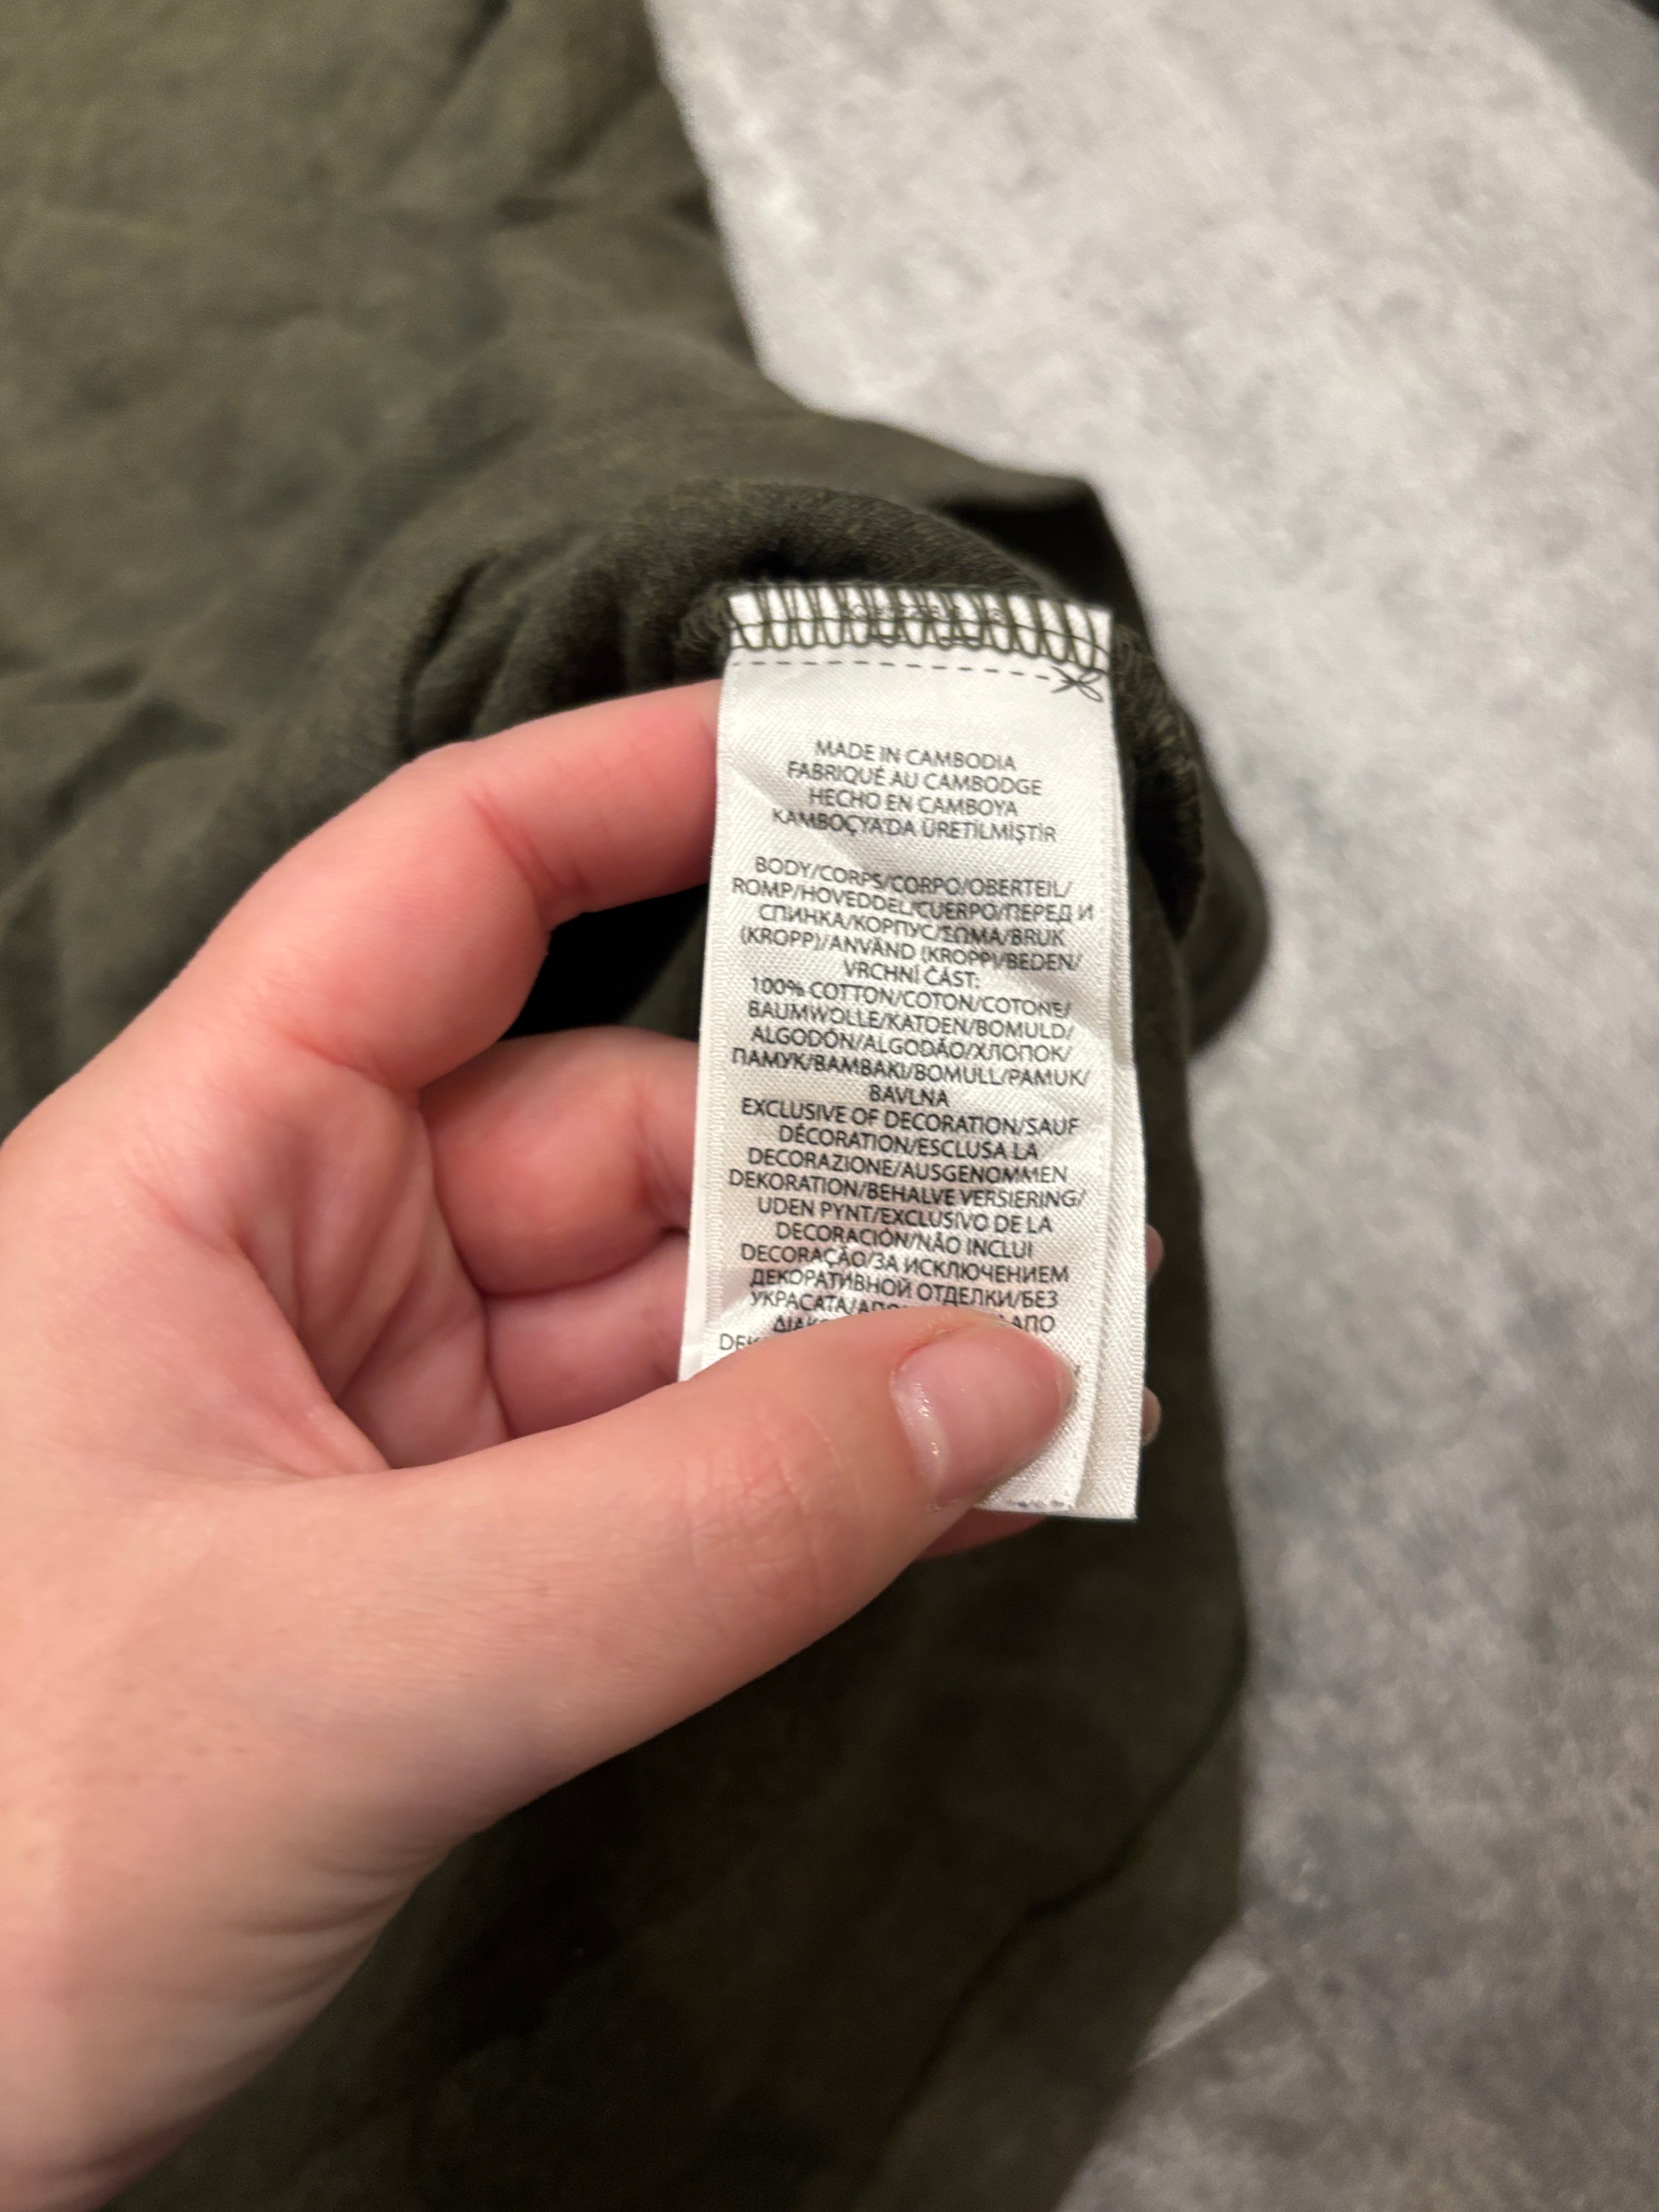 MADE IN CAMBODIA
FABRIQUÉ AU CAMBODGE
HECHO EN CAMBOYA
KAMBOÇYA'DA ÜRETİLMİŞTİR
BODY/CORPS/CORPO/OBERTEIL/
ROMP/HOVEDDEL/CUERPO/ПЕРЕД И
СПИНКА/КОРПУС/ΣΩΜΑ/BRUK
(KROPP)/ANVÄND (KROPP)/BEDEN/
VRCHNÍ ČÁST:
100% COTTON/COTON/COTONE/
BAUMWOLLE/KATOEN/BOMULD/
ALGODÓN/ALGODÃO/ХЛОПОК/
ПАМУК/ΒΑΜΒΑΚΙ/BOMULL/PAMUK/
BAVLNA
EXCLUSIVE OF DECORATION/SAUF
DÉCORATION/ESCLUSA LA
DECORAZIONE/AUSGENOMMEN
DEKORATION/BEHALVE VERSIERING/
UDEN PYNT/EXCLUSIVO DE LA
DECORACIÓN/NÃO INCLUI
DECORAÇÃO/ЗА ИСКЛЮЧЕНИЕМ
ДЕКОРАТИВНОЙ ОТДЕЛКИ/БЕЗ
УКРАСАТА/